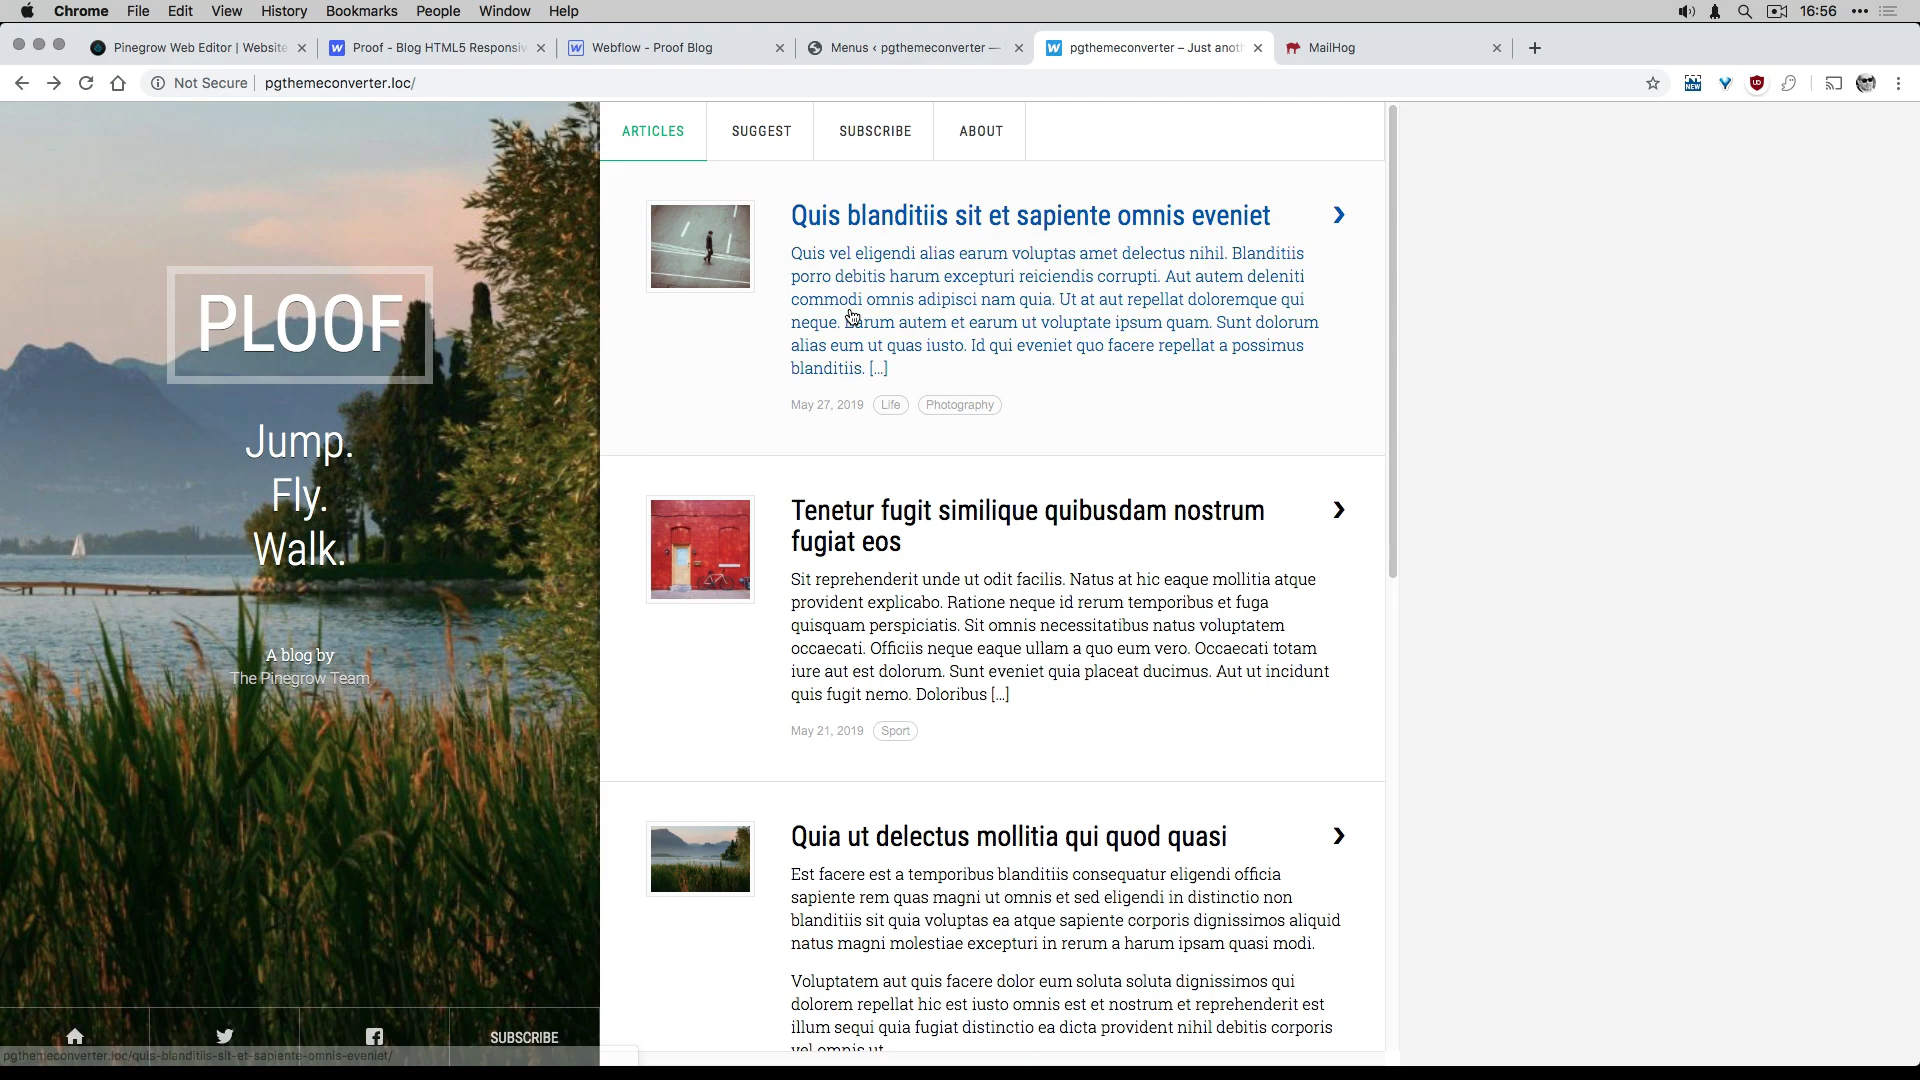 Chrome File Edit View History Bookmarks People Window Help 16:56
Pinegrow Web Editor | Website
Proof - Blog HTML5 Responsiv
Webflow - Proof Blog
Menus ‹ pgthemeconverter —
pgthemeconverter – Just anoth
MailHog
Not Secure | pgthemeconverter.loc/
NEW
PLOOF
Jump.
Fly.
Walk.
A blog by
The Pinegrow Team
SUBSCRIBE
pgthemeconverter.loc/quis-blanditiis-sit-et-sapiente-omnis-eveniet/
ARTICLES SUGGEST SUBSCRIBE ABOUT
Quis blanditiis sit et sapiente omnis eveniet
Quis vel eligendi alias earum voluptas amet delectus nihil. Blanditiis
porro debitis harum excepturi reiciendis corrupti. Aut autem deleniti
commodi omnis adipisci nam quia. Ut at aut repellat doloremque qui
neque. Earum autem et earum ut voluptate ipsum quam. Sunt dolorum
alias eum ut quas iusto. Id qui eveniet quo facere repellat a possimus
blanditiis. [...]
May 27, 2019 Life Photography
Tenetur fugit similique quibusdam nostrum
fugiat eos
Sit reprehenderit unde ut odit facilis. Natus at hic eaque mollitia atque
provident explicabo. Ratione neque id rerum temporibus et fuga
quisquam perspiciatis. Sit omnis necessitatibus natus voluptatem
occaecati. Officiis neque eaque ullam a quo eum vero. Occaecati totam
iure aut est dolorum. Sunt eveniet quia placeat ducimus. Aut ut incidunt
quis fugit nemo. Doloribus [...]
May 21, 2019 Sport
Quia ut delectus mollitia qui quod quasi
Est facere est a temporibus blanditiis consequatur eligendi officia
sapiente rem quas magni ut omnis et sed eligendi in distinctio non
blanditiis sit quia voluptas ea atque sapiente corporis dignissimos aliquid
natus magni molestiae excepturi in rerum a harum ipsam quasi modi.
Voluptatem aut quis facere dolor eum soluta soluta dignissimos qui
dolorem repellat hic est iusto omnis est et nostrum et reprehenderit est
illum sequi quia fugiat distinctio ea dicta provident nihil debitis corporis
vel omnis ut